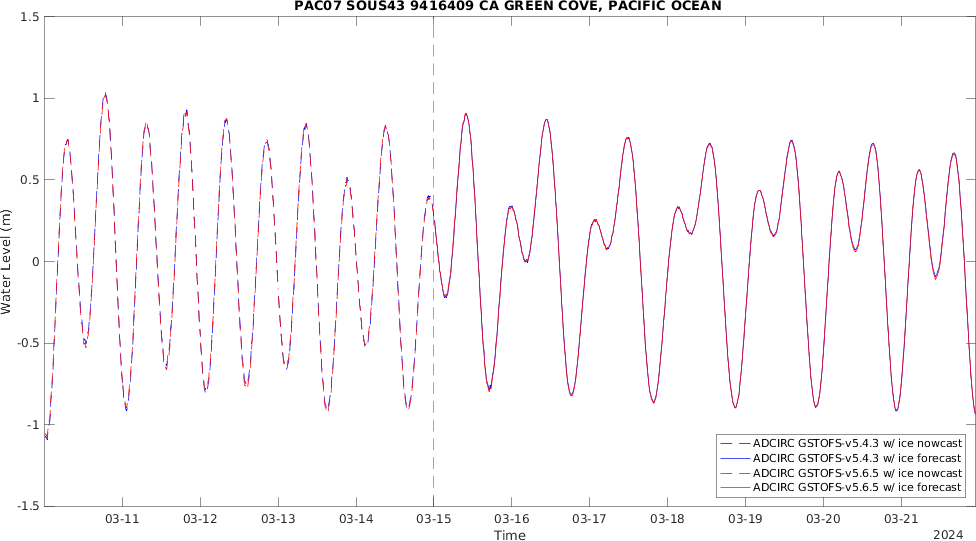 PAC07 SOUS43 9416409 CA GREEN COVE, PACIFIC OCEAN
1.5
1
0.5
0
-0.5
-1
-1.5
Water Level (m)
03-11 03-12 03-13 03-14 03-15 03-16 03-17 03-18 03-19 03-20 03-21
Time
2024
ADCIRC GSTOFS-v5.4.3 w/ ice nowcast
ADCIRC GSTOFS-v5.4.3 w/ ice forecast
ADCIRC GSTOFS-v5.6.5 w/ ice nowcast
ADCIRC GSTOFS-v5.6.5 w/ ice forecast